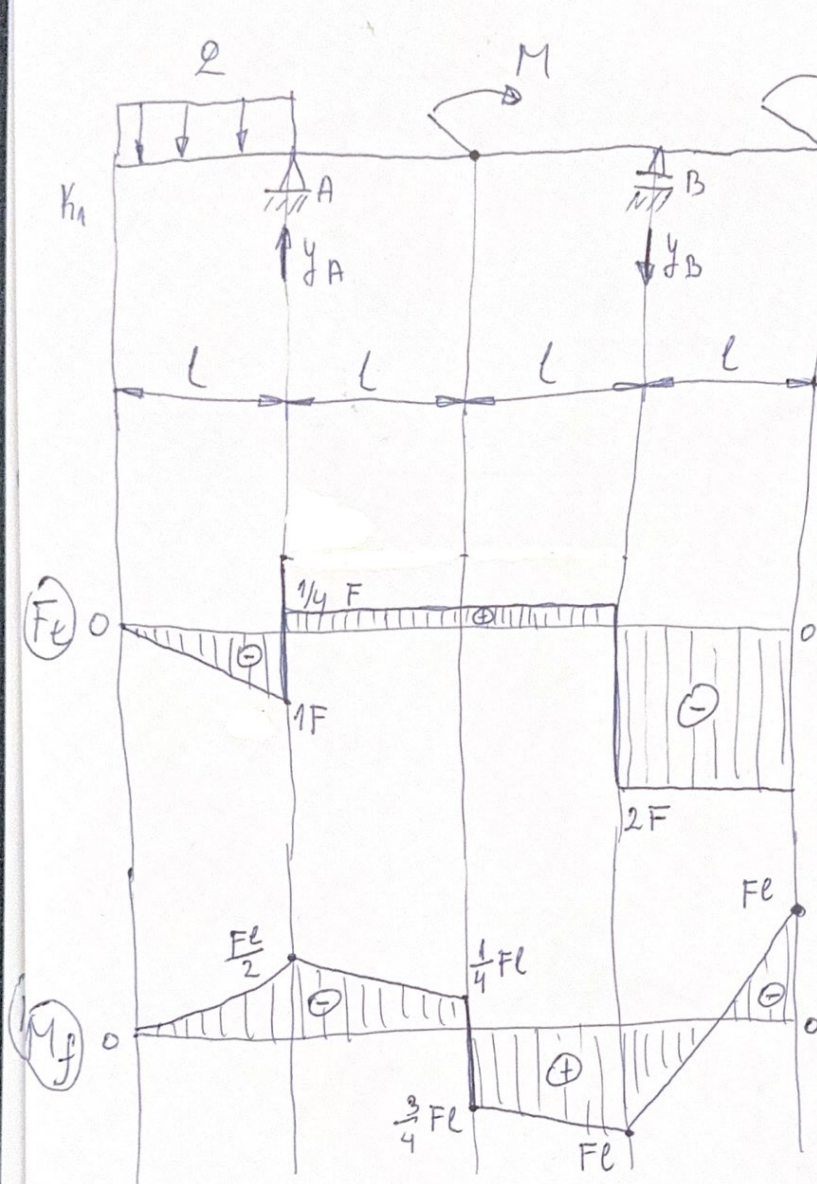 Q M
K₁ A B
yA yB
l l l l
Ft 0 1/4 F ⊕ 0
⊖ ⊖
1F
2F
Fl
Fl/2 1/4 Fl
Mf 0 ⊖ ⊖ 0
⊕
3/4 Fl
Fl